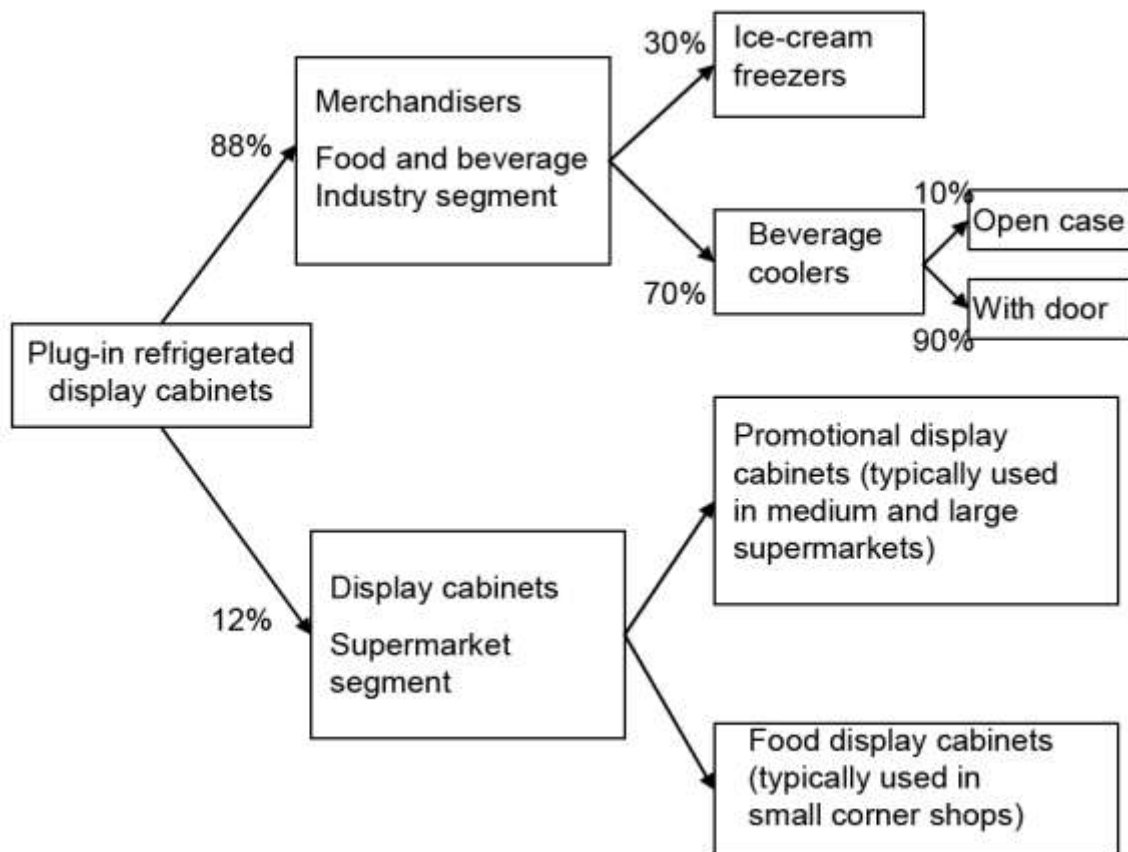 30%
Ice-cream
freezers
Merchandisers
Food and beverage
Industry segment
88%
10%
Open case
Beverage
coolers
70%
With door
90%
Plug-in refrigerated
display cabinets
Promotional display
cabinets (typically used
in medium and large
supermarkets)
Display cabinets
Supermarket
segment
12%
Food display cabinets
(typically used in
small corner shops)